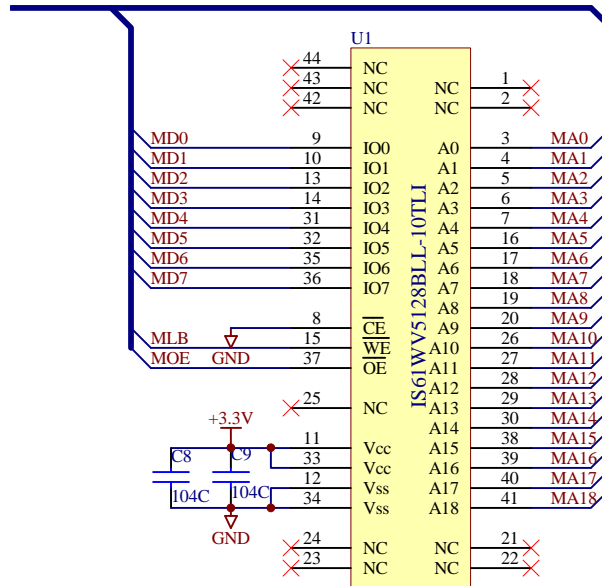 U1
44 NC
43 NC NC 1
42 NC NC 2
MD0 9 IO0 A0 3 MA0
MD1 10 IO1 A1 4 MA1
MD2 13 IO2 A2 5 MA2
MD3 14 IO3 A3 6 MA3
MD4 31 IO4 A4 7 MA4
MD5 32 IO5 A5 16 MA5
MD6 35 IO6 A6 17 MA6
MD7 36 IO7 A7 18 MA7
A8 19 MA8
8 CE A9 20 MA9
MLB 15 WE A10 26 MA10
MOE GND 37 OE A11 27 MA11
A12 28 MA12
25 NC A13 29 MA13
+3.3V A14 30 MA14
C8 C9 11 Vcc A15 38 MA15
33 Vcc A16 39 MA16
104C 104C 12 Vss A17 40 MA17
34 Vss A18 41 MA18
GND
24 NC NC 21
23 NC NC 22
IS61WV5128BLL-10TLI